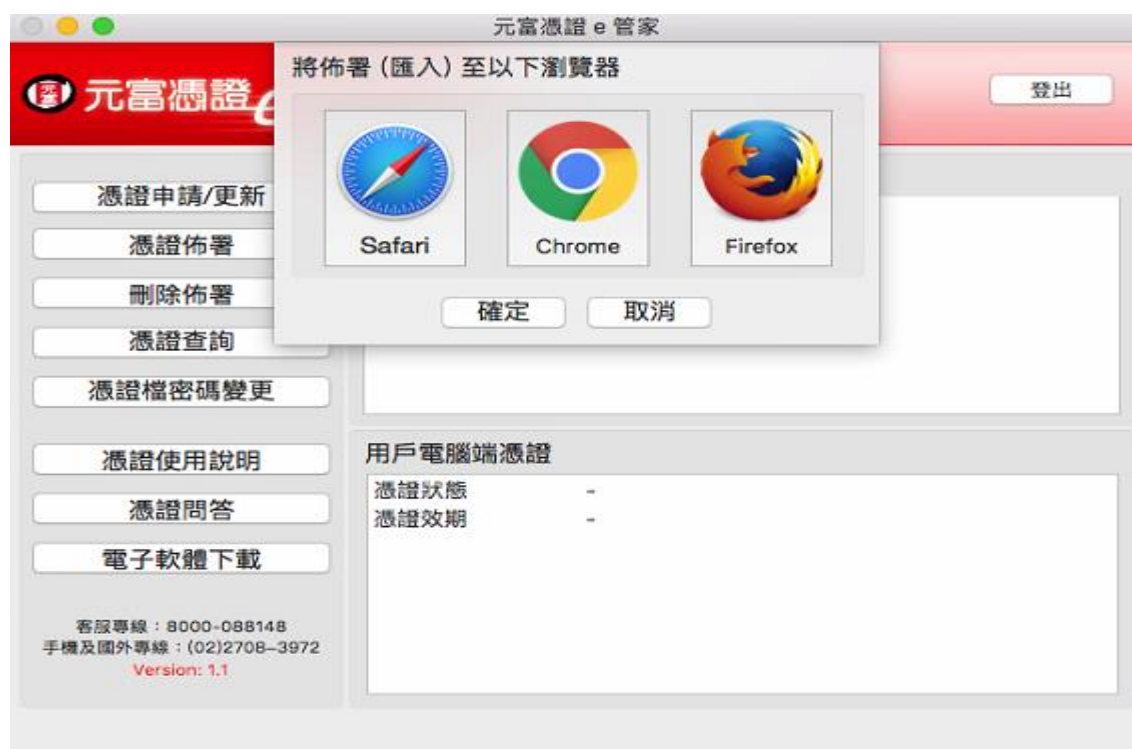 元富憑證 e 管家
元富
元富憑證e
登出
將佈署 (匯入) 至以下瀏覽器
Safari
Chrome
Firefox
確定
取消
憑證申請/更新
憑證佈署
刪除佈署
憑證查詢
憑證檔密碼變更
憑證使用說明
憑證問答
電子軟體下載
客服專線：8000-088148
手機及國外專線：(02)2708–3972
Version: 1.1
用戶電腦端憑證
憑證狀態 -
憑證效期 -